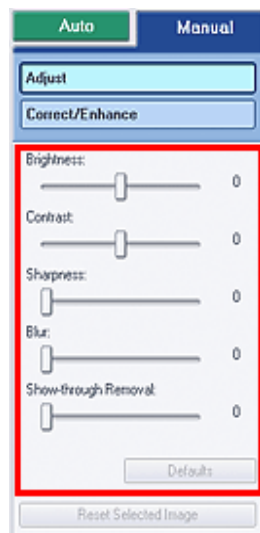 Auto Manual
Adjust
Correct/Enhance
Brightness:
0
Contrast:
0
Sharpness:
0
Blur:
0
Show-through Removal:
0
Defaults
Reset Selected Image